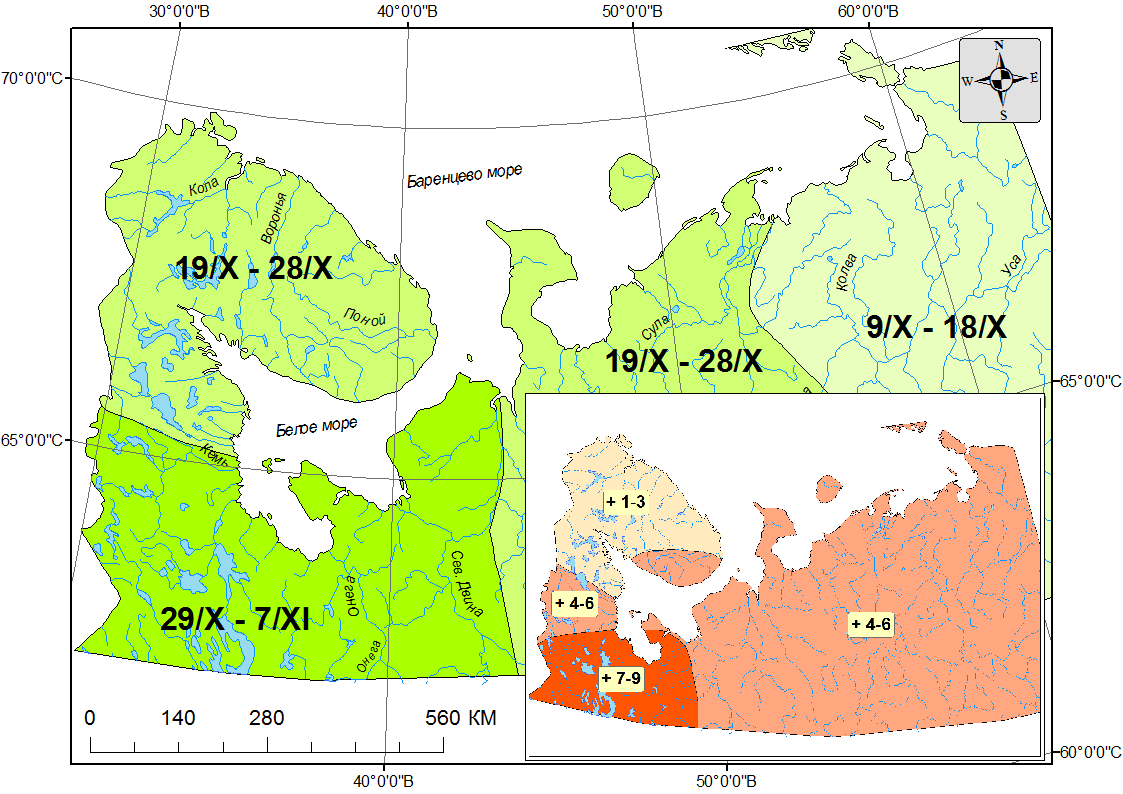 30°0'0"В
40°0'0"В
50°0'0"В
60°0'0"В
70°0'0"С
N
W
E
S
Баренцево море
Кола
Воронья
19/X - 28/X
Поной
Колва
Уса
Сула
9/X - 18/X
19/X - 28/X
65°0'0"С
а
Белое море
65°0'0"С
Кемь
+ 1-3
Онега
Сев. Двина
+ 4-6
29/X - 7/XI
+ 4-6
Онега
+ 7-9
0
140
280
560 КМ
60°0'0"С
40°0'0"В
50°0'0"В